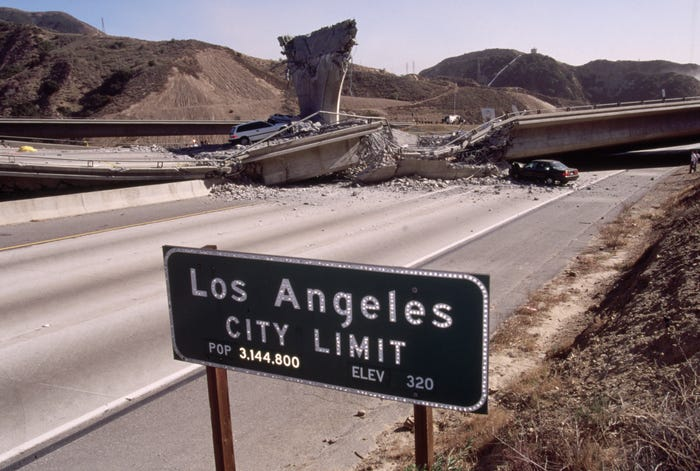 Los Angeles
CITY LIMIT
POP 3.144.800 ELEV 320